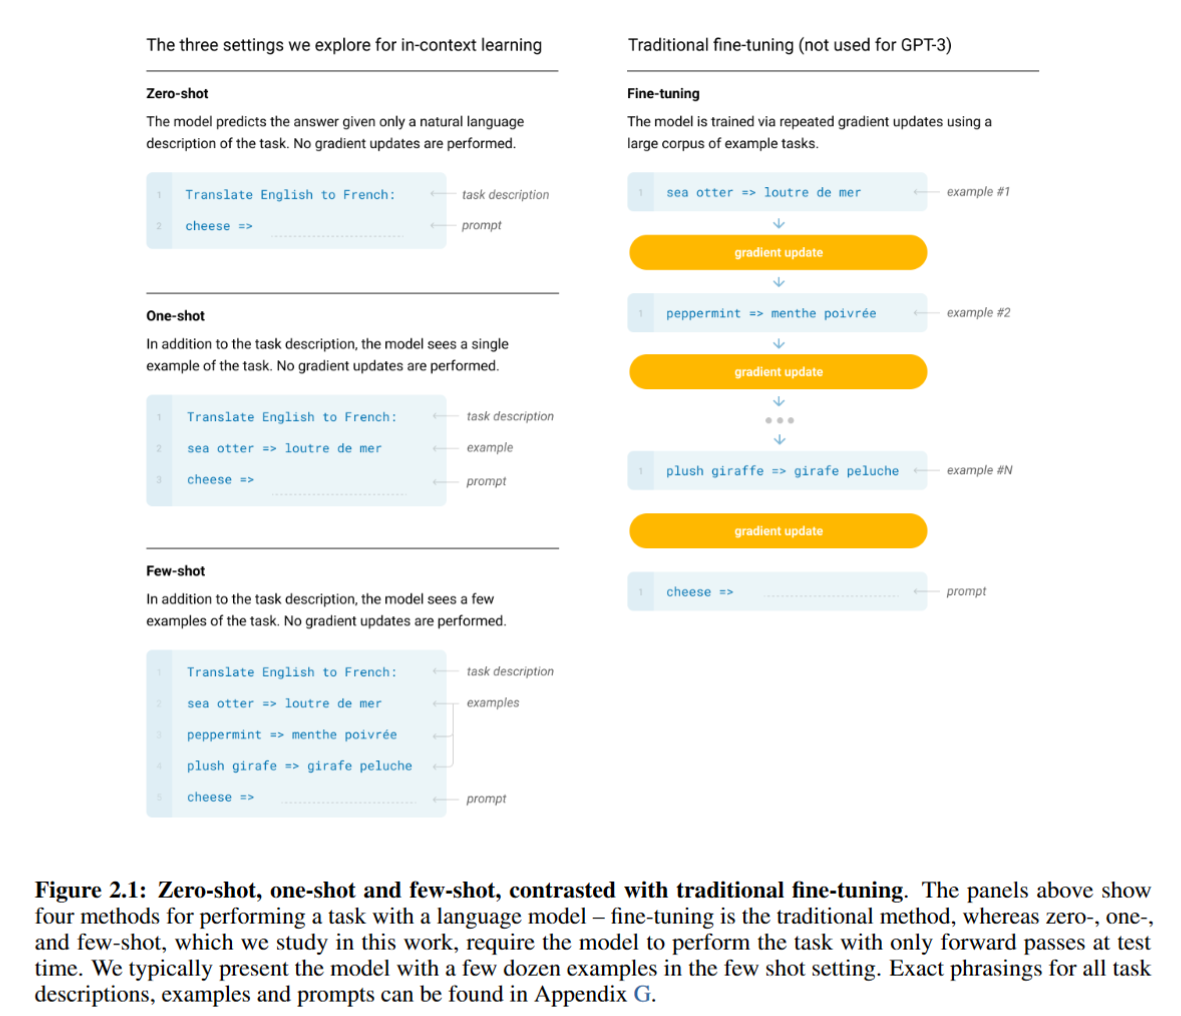 The three settings we explore for in-context learning
Zero-shot
The model predicts the answer given only a natural language
description of the task. No gradient updates are performed.
1 Translate English to French: task description
2 cheese => prompt
One-shot
In addition to the task description, the model sees a single
example of the task. No gradient updates are performed.
1 Translate English to French: task description
2 sea otter => loutre de mer example
3 cheese => prompt
Few-shot
In addition to the task description, the model sees a few
examples of the task. No gradient updates are performed.
1 Translate English to French: task description
2 sea otter => loutre de mer examples
3 peppermint => menthe poivrée
4 plush girafe => girafe peluche
5 cheese => prompt
Traditional fine-tuning (not used for GPT-3)
Fine-tuning
The model is trained via repeated gradient updates using a
large corpus of example tasks.
1 sea otter => loutre de mer example #1
gradient update
1 peppermint => menthe poivrée example #2
gradient update
1 plush giraffe => girafe peluche example #N
gradient update
1 cheese => prompt
Figure 2.1: Zero-shot, one-shot and few-shot, contrasted with traditional fine-tuning. The panels above show
four methods for performing a task with a language model – fine-tuning is the traditional method, whereas zero-, one-,
and few-shot, which we study in this work, require the model to perform the task with only forward passes at test
time. We typically present the model with a few dozen examples in the few shot setting. Exact phrasings for all task
descriptions, examples and prompts can be found in Appendix G.